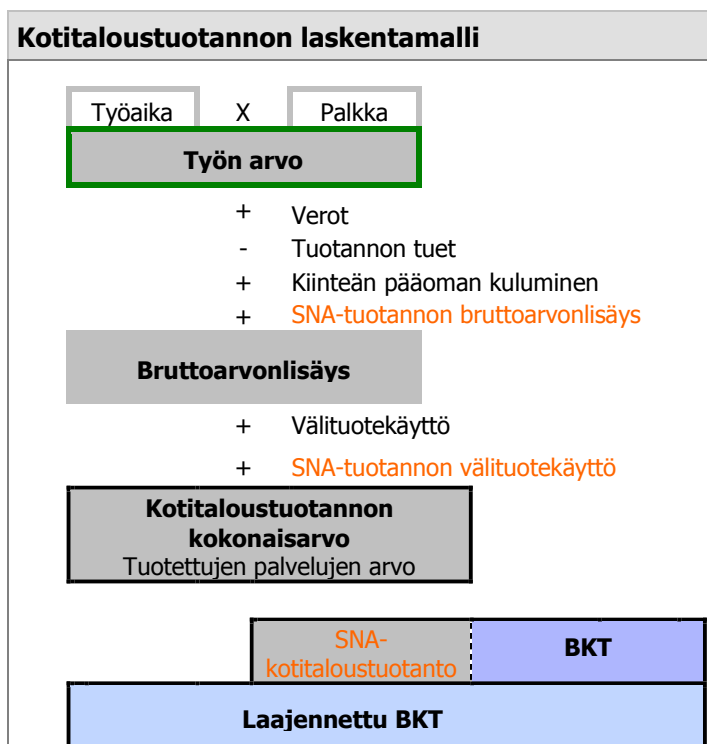 Kotitaloustuotannon laskentamalli
Työaika X Palkka
Työn arvo
+ Verot
- Tuotannon tuet
+ Kiinteän pääoman kuluminen
+ SNA-tuotannon bruttoarvonlisäys
Bruttoarvonlisäys
+ Välituotekäyttö
+ SNA-tuotannon välituotekäyttö
Kotitaloustuotannon
kokonaisarvo
Tuotettujen palvelujen arvo
SNA-
kotitaloustuotanto
BKT
Laajennettu BKT